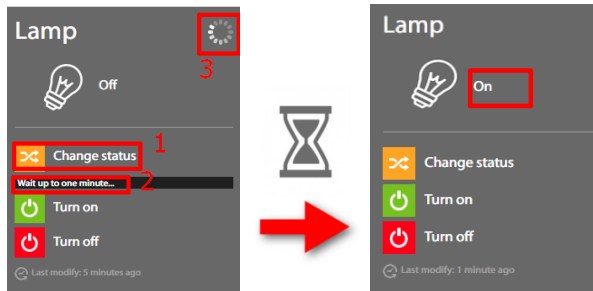 Lamp
3
Off
Change status
1
Wait up to one minute...
2
Turn on
Turn off
Last modify: 5 minutes ago
Lamp
On
Change status
Turn on
Turn off
Last modify: 1 minute ago